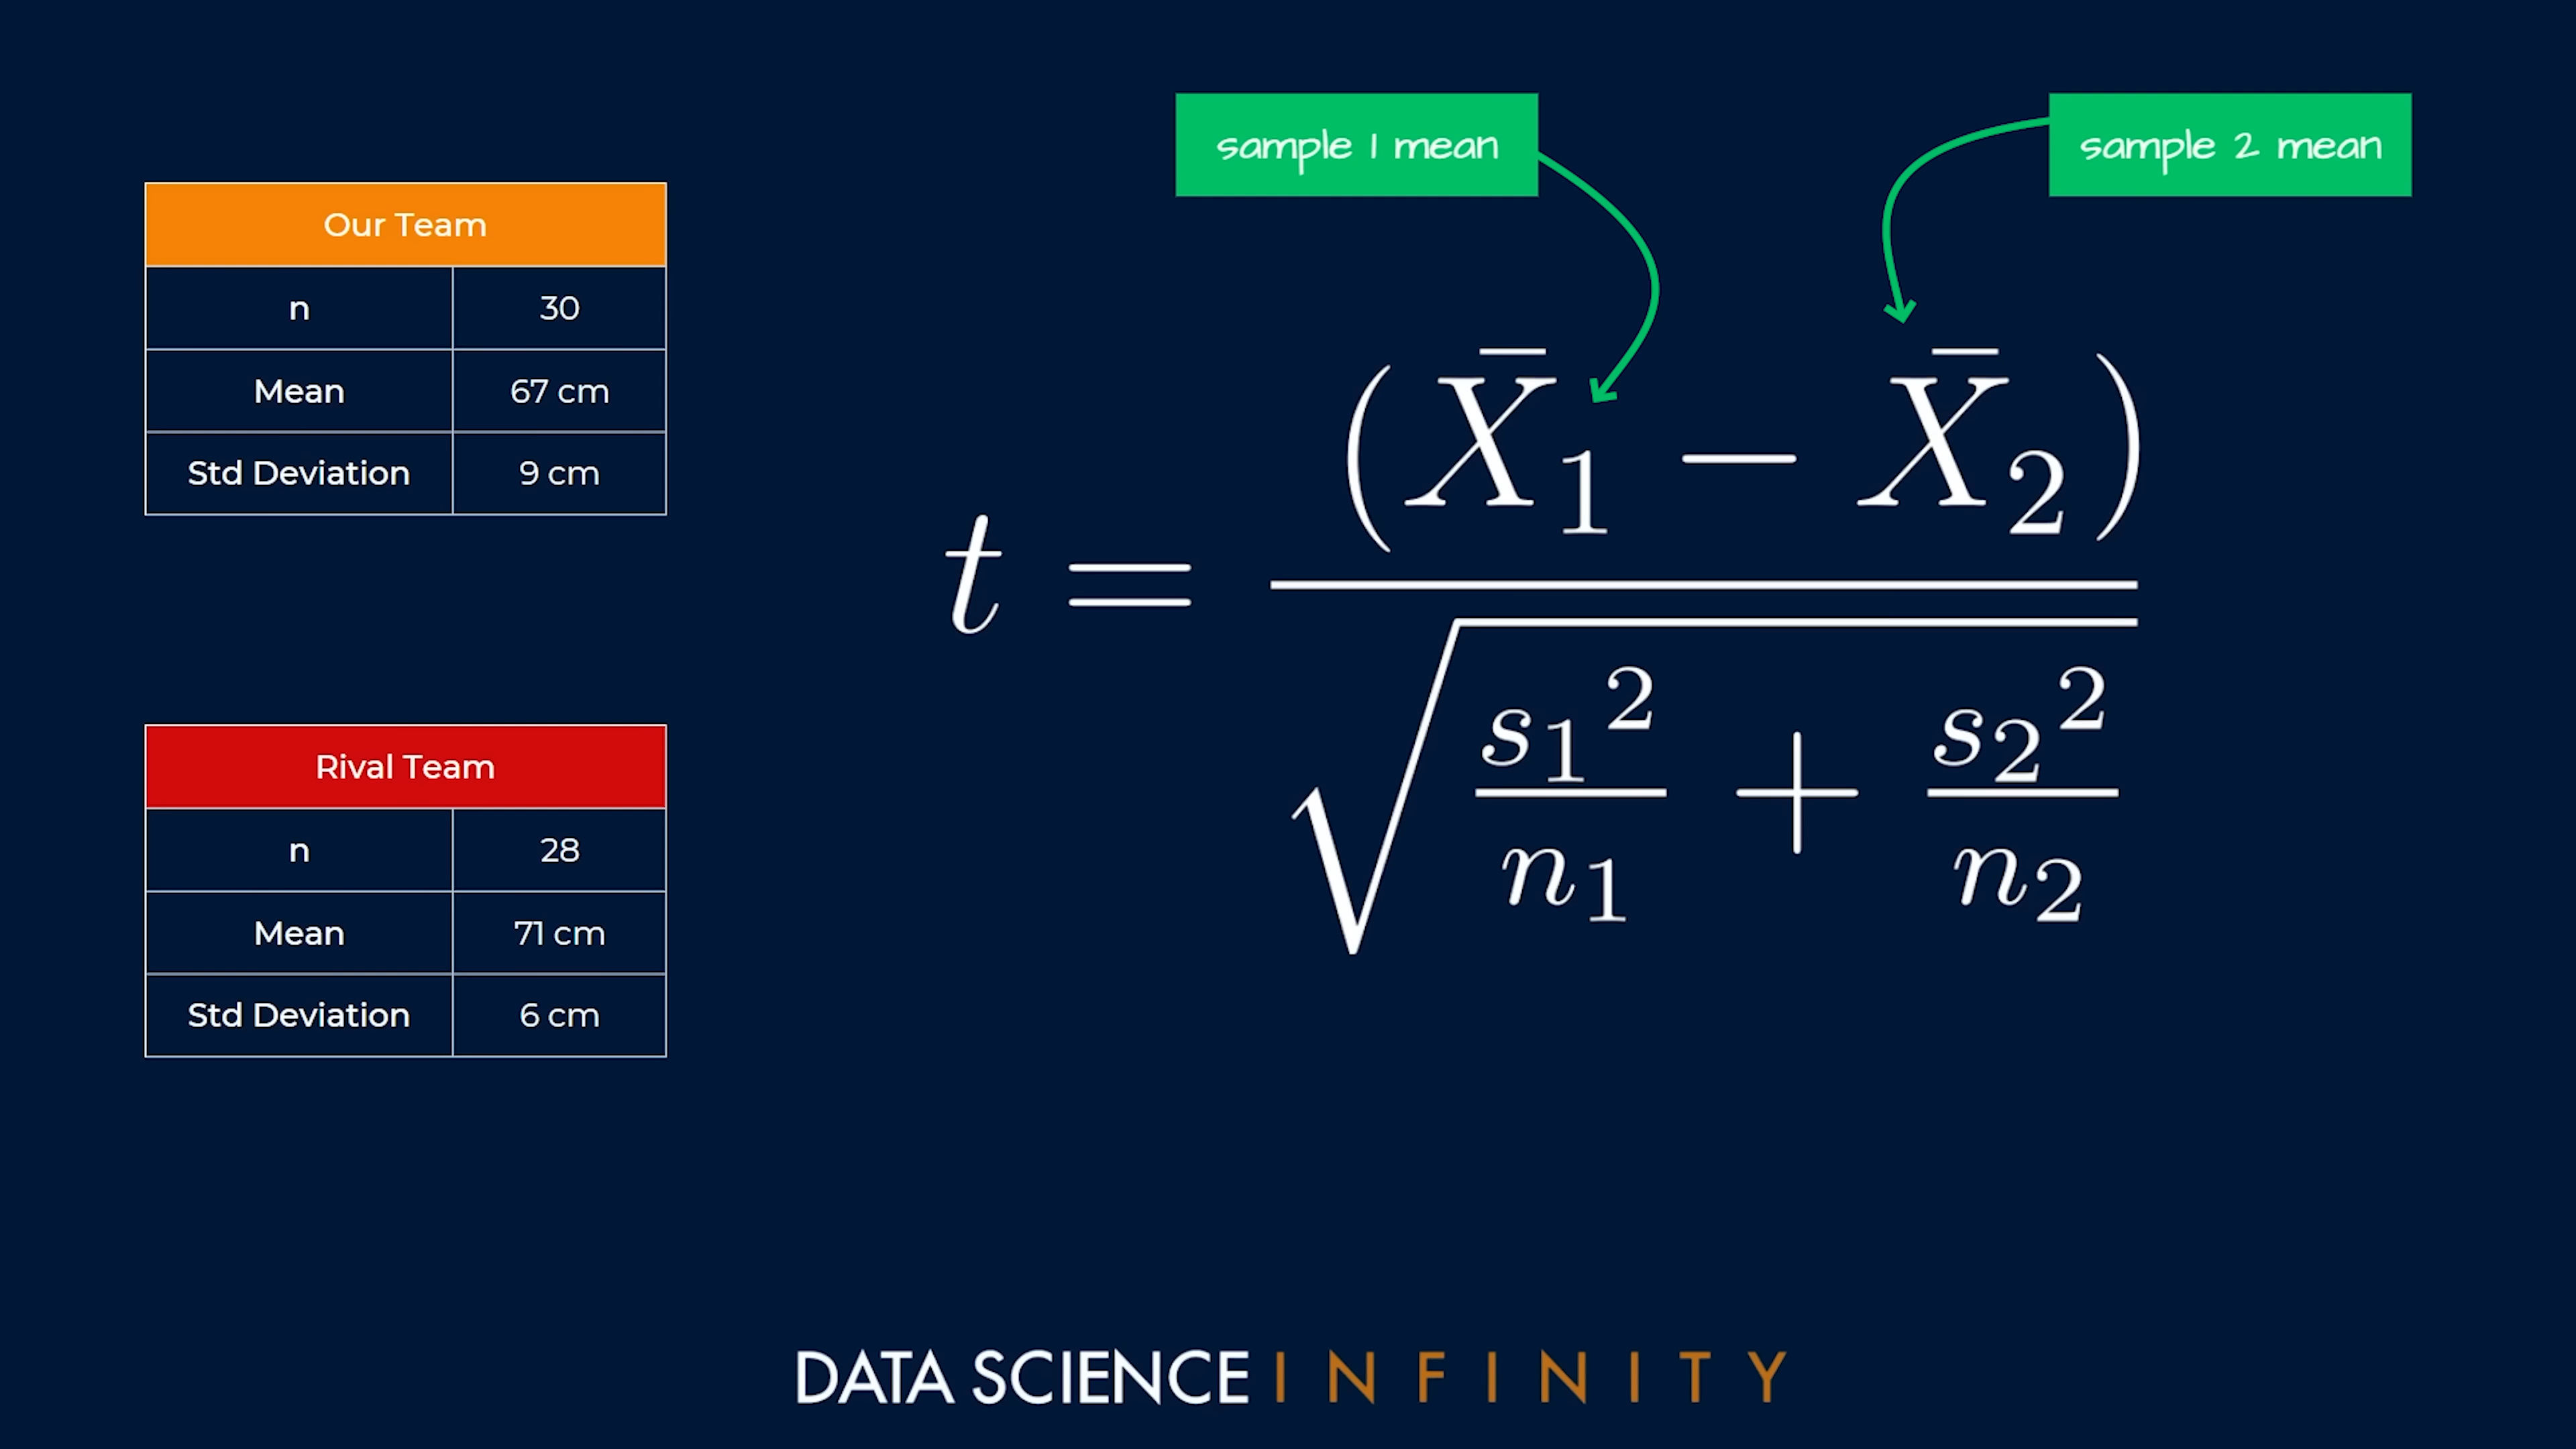 Our Team
n 30
Mean 67 cm
Std Deviation 9 cm
Rival Team
n 28
Mean 71 cm
Std Deviation 6 cm
sample 1 mean
sample 2 mean
t = (X̄₁ − X̄₂) / √(s₁²/n₁ + s₂²/n₂)
DATA SCIENCE INFINITY